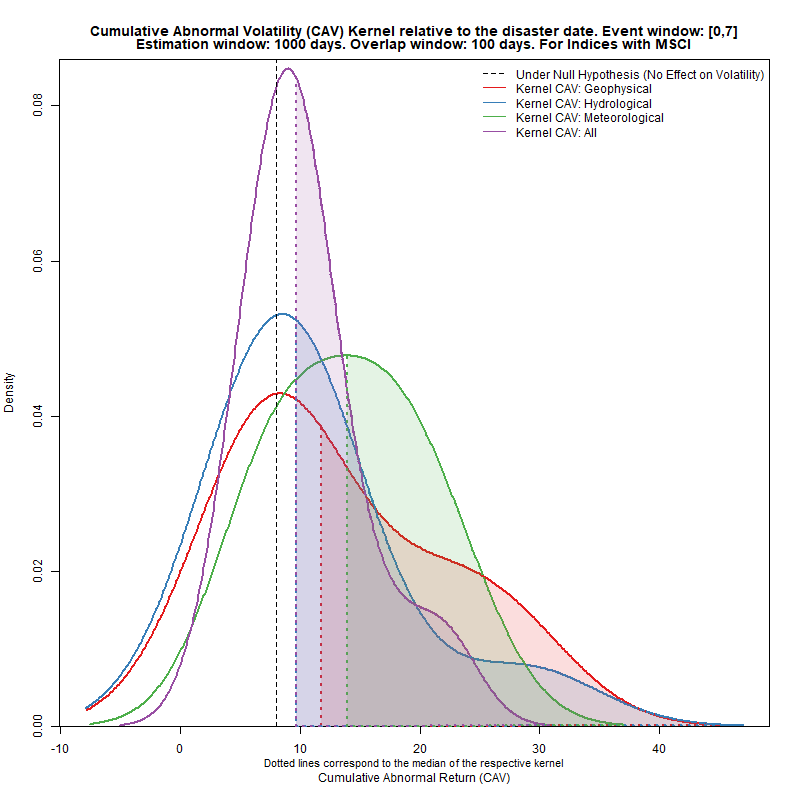 Cumulative Abnormal Volatility (CAV) Kernel relative to the disaster date. Event window: [0,7]
Estimation window: 1000 days. Overlap window: 100 days. For Indices with MSCI
Under Null Hypothesis (No Effect on Volatility)
Kernel CAV: Geophysical
Kernel CAV: Hydrological
Kernel CAV: Meteorological
Kernel CAV: All
Density
0.08
0.06
0.04
0.02
0.00
-10 0 10 20 30 40
Dotted lines correspond to the median of the respective kernel
Cumulative Abnormal Return (CAV)